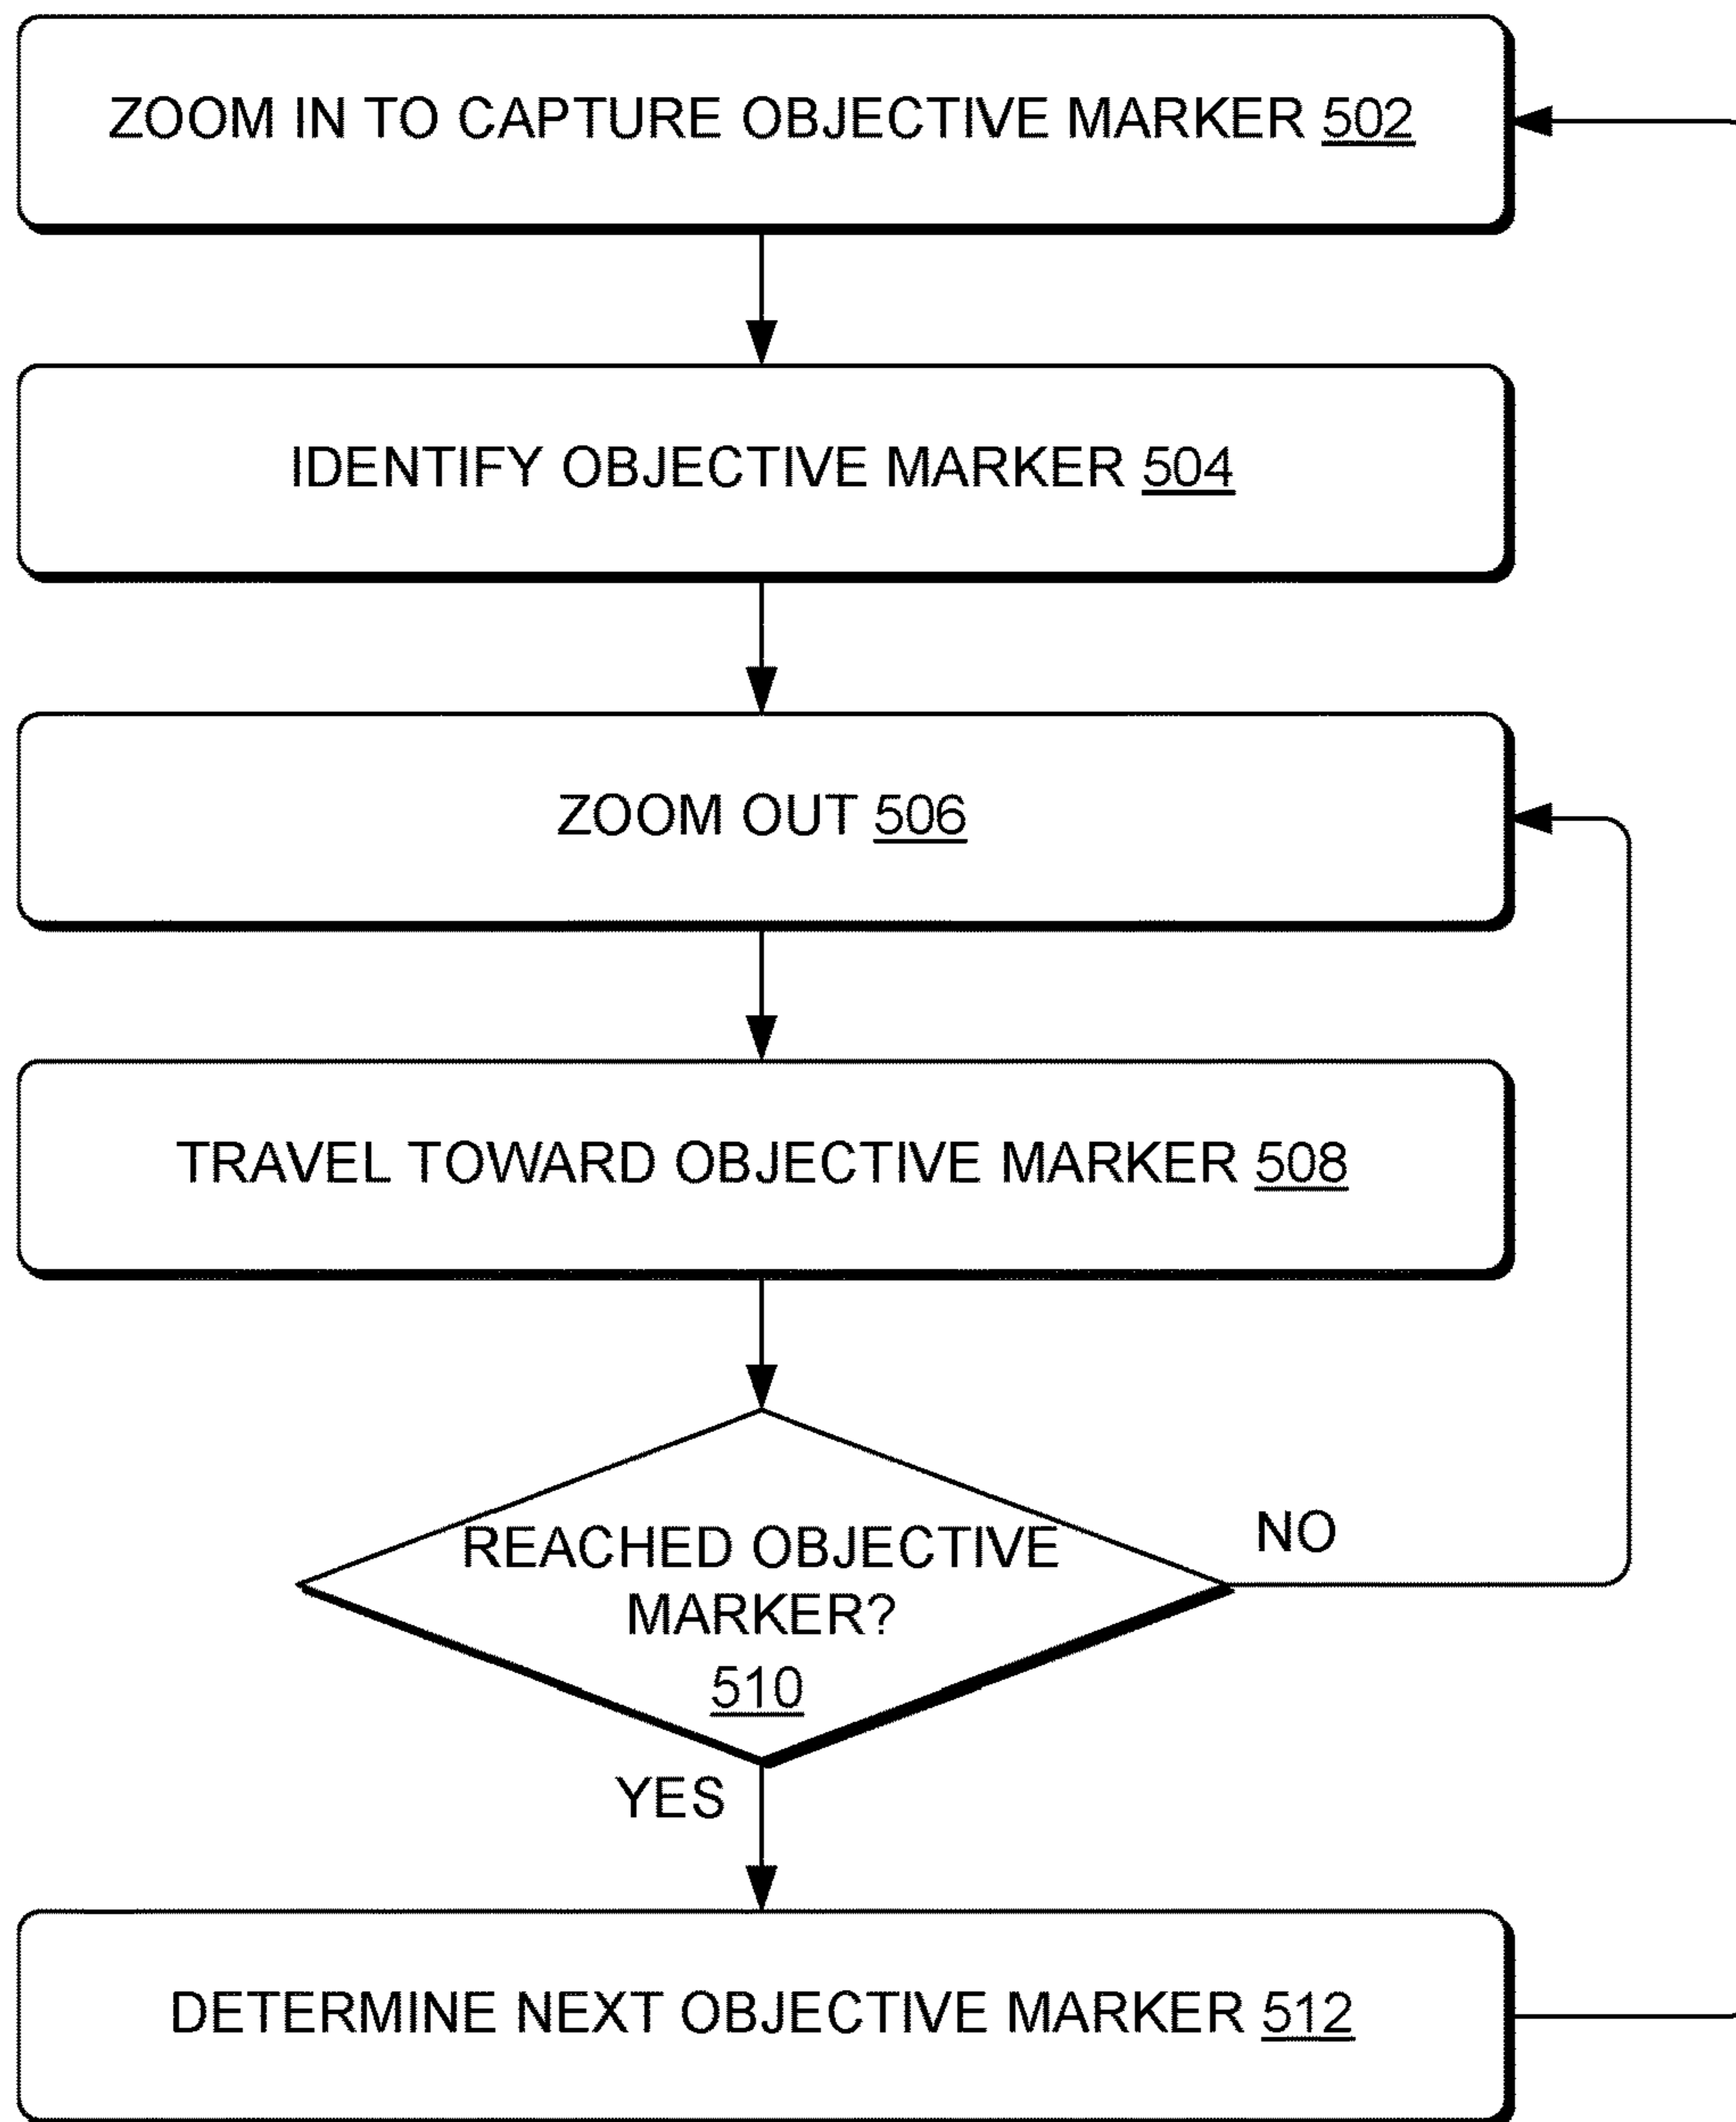 ZOOM IN TO CAPTURE OBJECTIVE MARKER 502
IDENTIFY OBJECTIVE MARKER 504
ZOOM OUT 506
TRAVEL TOWARD OBJECTIVE MARKER 508
REACHED OBJECTIVE
MARKER?
510
NO
YES
DETERMINE NEXT OBJECTIVE MARKER 512